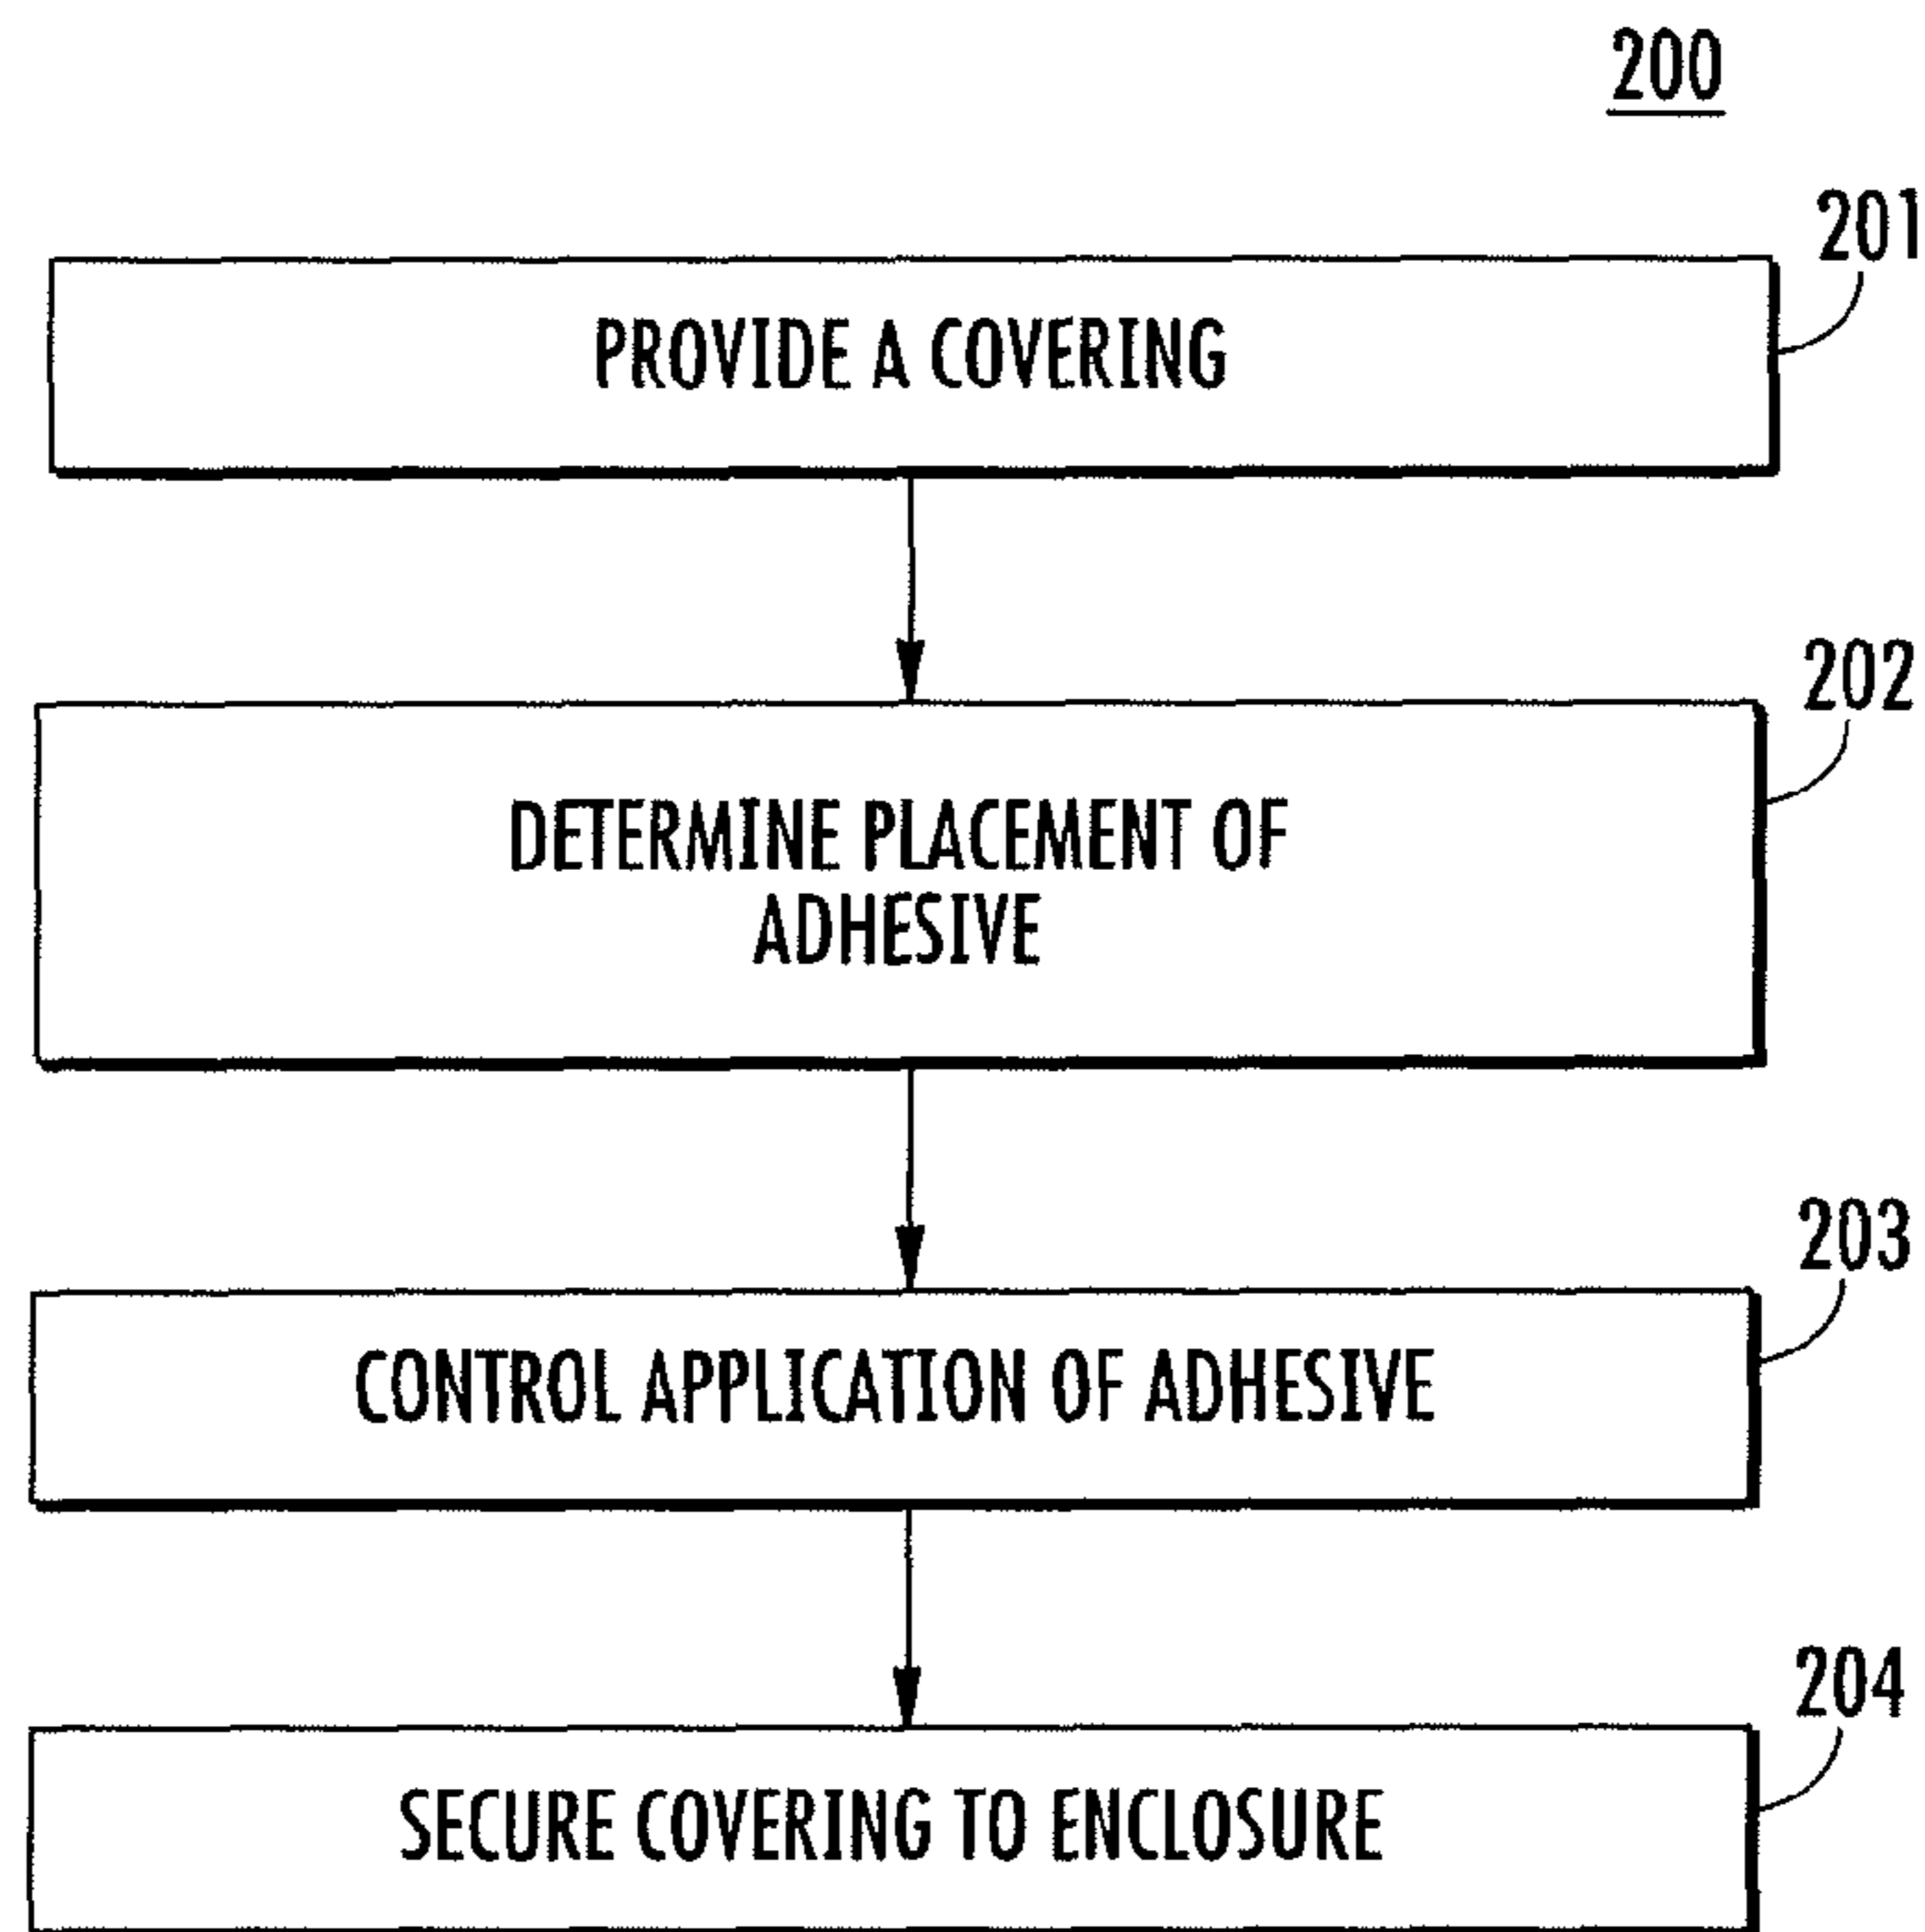 200
201
PROVIDE A COVERING
202
DETERMINE PLACEMENT OF
ADHESIVE
203
CONTROL APPLICATION OF ADHESIVE
204
SECURE COVERING TO ENCLOSURE